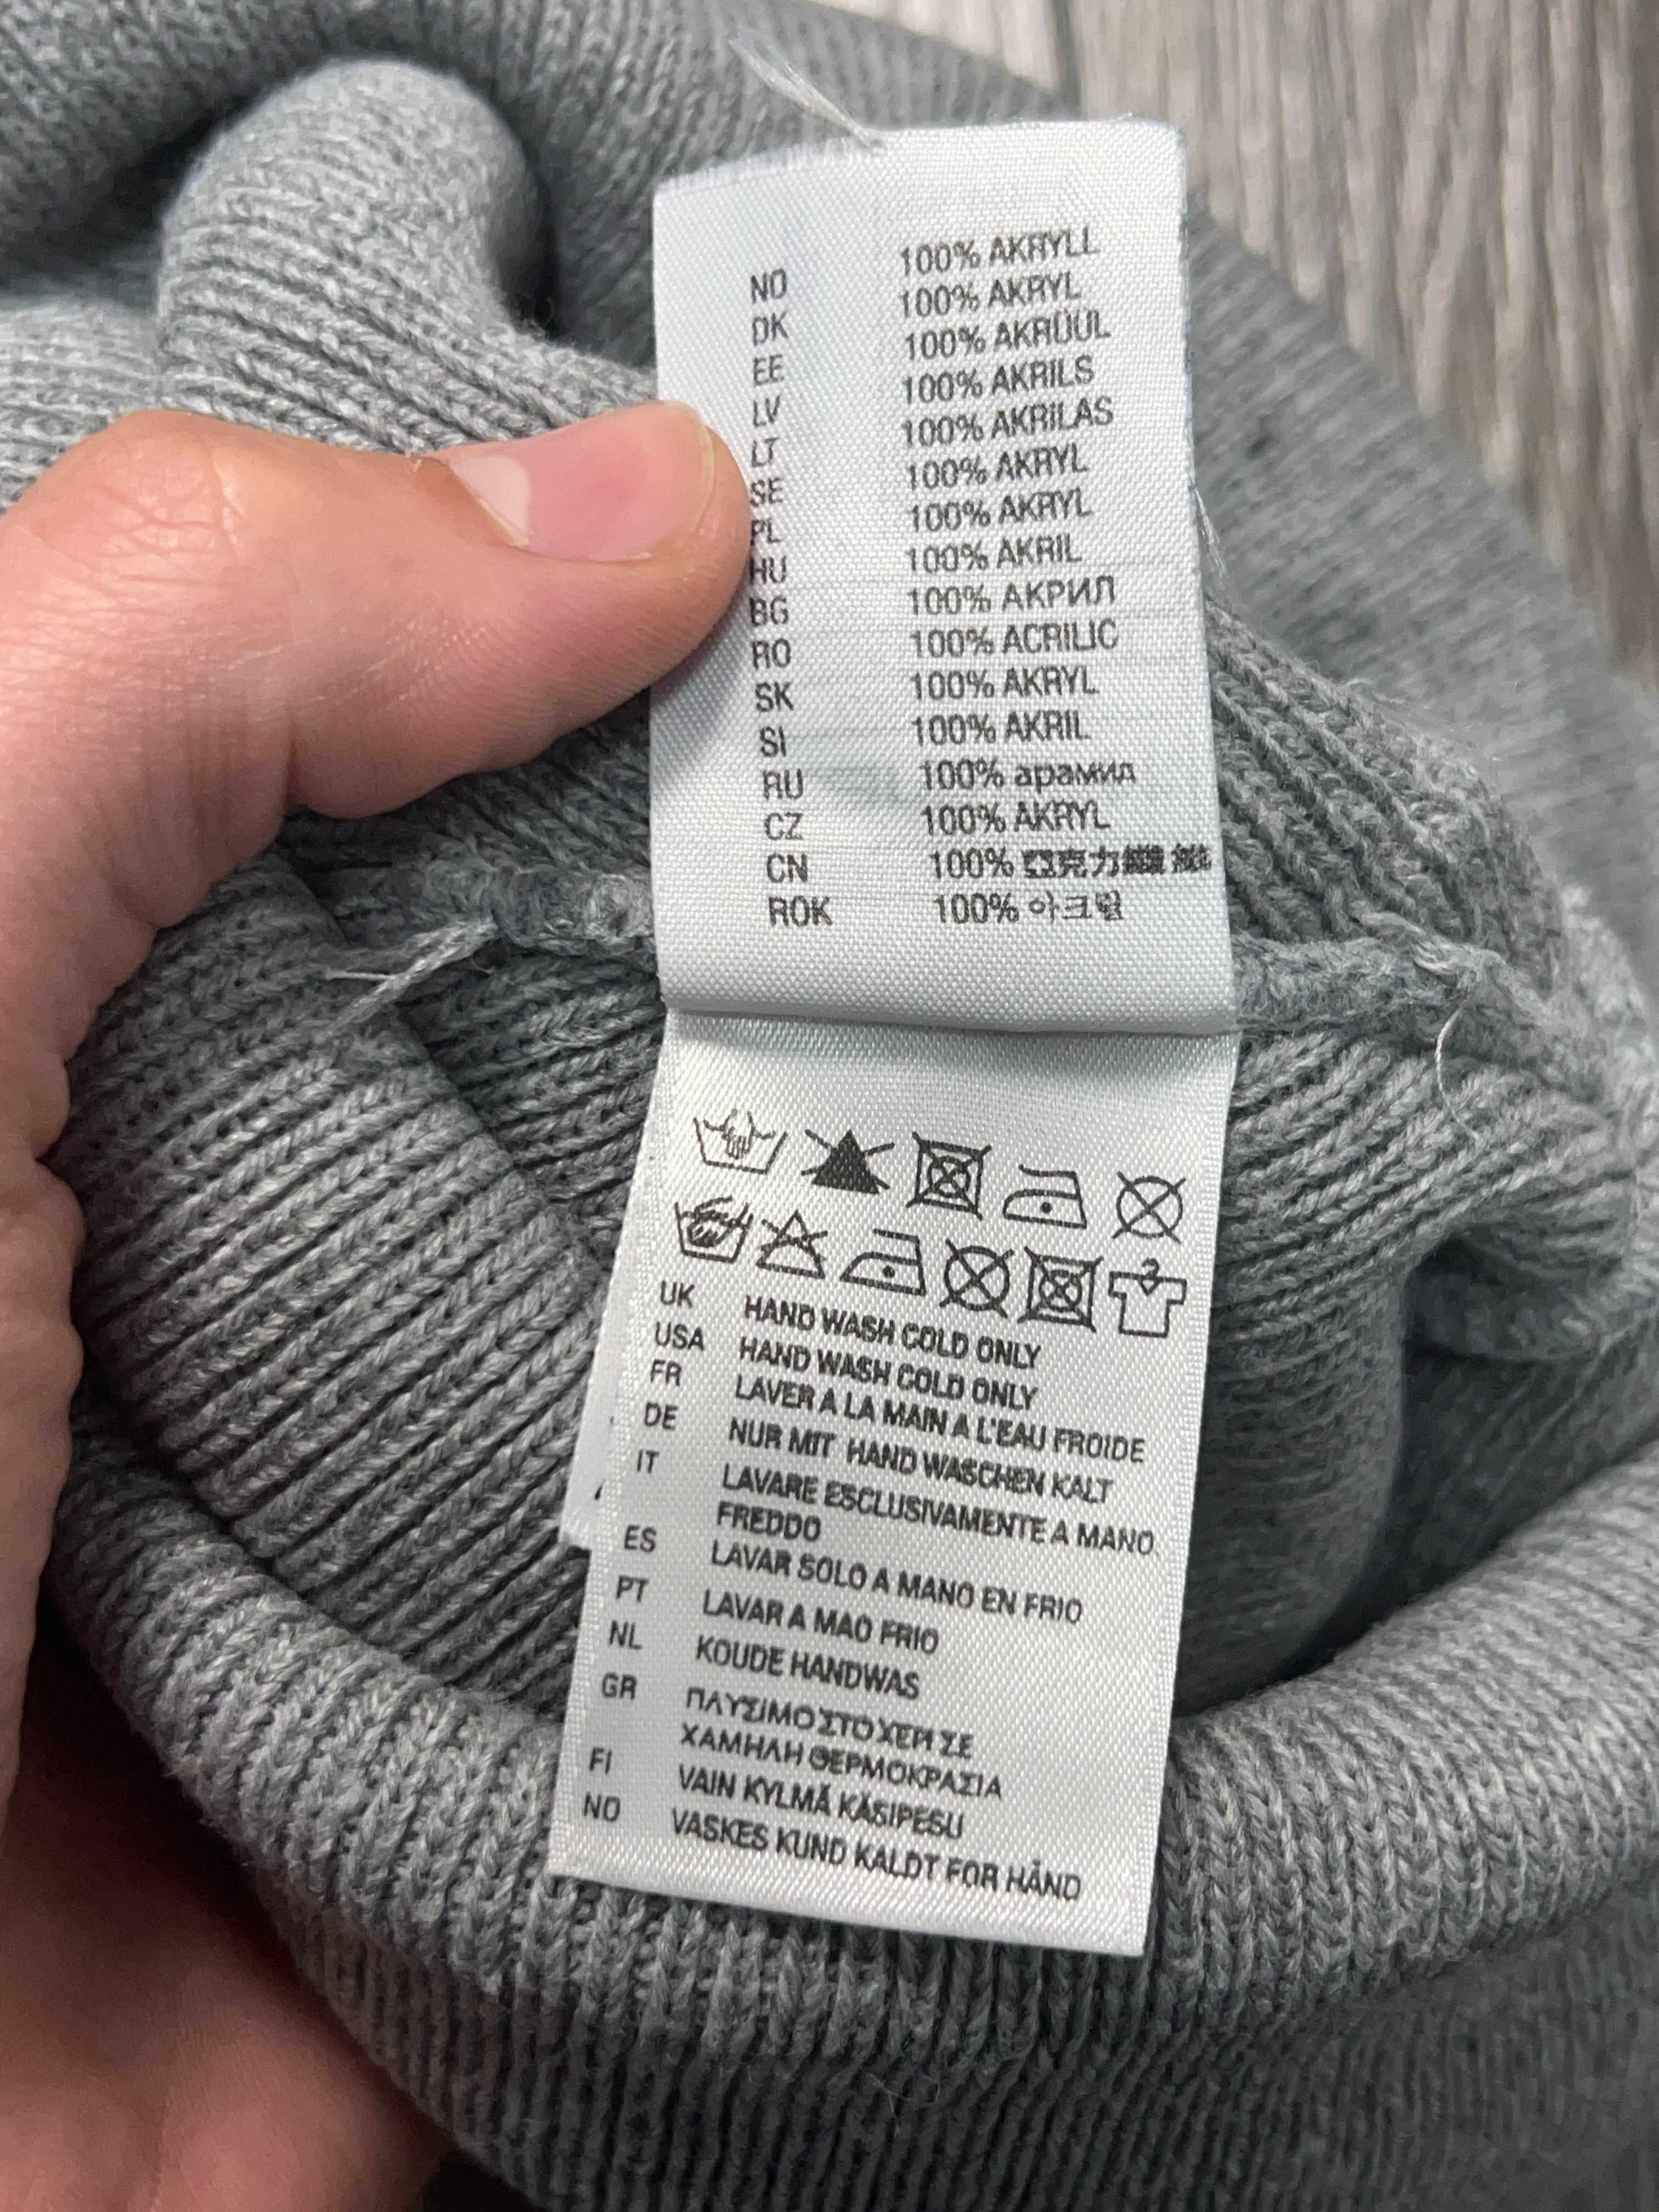 NO 100% AKRYLL
DK 100% AKRYL
EE 100% AKRÜÜL
LV 100% AKRILS
LT 100% AKRILAS
SE 100% AKRYL
PL 100% AKRYL
HU 100% AKRIL
BG 100% АКРИЛ
RO 100% ACRILIC
SK 100% AKRYL
SI 100% AKRIL
RU 100% арамид
CZ 100% AKRYL
CN 100% 亞克力纖維
ROK 100% 아크릴
UK HAND WASH COLD ONLY
USA HAND WASH COLD ONLY
FR LAVER A LA MAIN A L'EAU FROIDE
DE NUR MIT HAND WASCHEN KALT
IT LAVARE ESCLUSIVAMENTE A MANO
FREDDO
ES LAVAR SOLO A MANO EN FRIO
PT LAVAR A MAO FRIO
NL KOUDE HANDWAS
GR ΠΛΥΣΙΜΟ ΣΤΟ ΧΕΡΙ ΣΕ
ΧΑΜΗΛΗ ΘΕΡΜΟΚΡΑΣΙΑ
FI VAIN KYLMÄ KÄSIPESU
NO VASKES KUND KALDT FOR HÅND